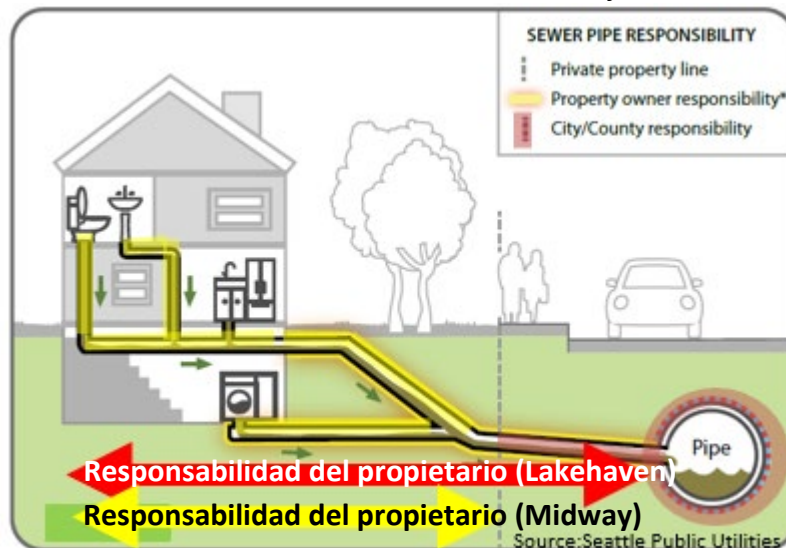 SEWER PIPE RESPONSIBILITY
Private property line
Property owner responsibility*
City/County responsibility
Pipe
Responsabilidad del propietario (Lakehaven)
Responsabilidad del propietario (Midway)
Source:Seattle Public Utilities